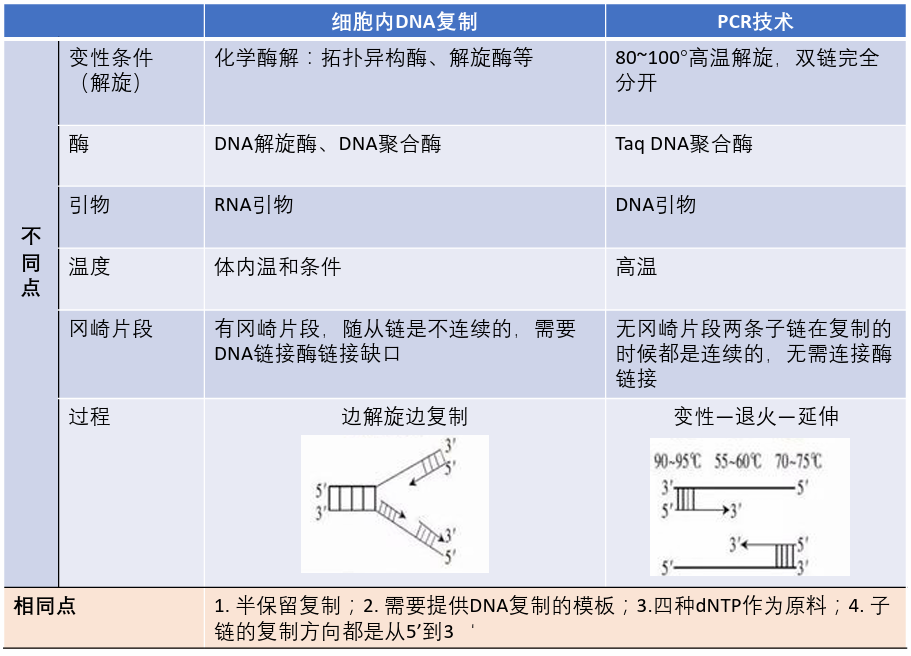 细胞内DNA复制
PCR技术
不
同
点
变性条件
（解旋）
化学酶解：拓扑异构酶、解旋酶等
80~100°高温解旋，双链完全
分开
酶
DNA解旋酶、DNA聚合酶
Taq DNA聚合酶
引物
RNA引物
DNA引物
温度
体内温和条件
高温
冈崎片段
有冈崎片段，随从链是不连续的，需要
DNA链接酶链接缺口
无冈崎片段两条子链在复制的
时候都是连续的，无需连接酶
链接
过程
边解旋边复制
3′
5′
5′
3′
3′
5′
变性—退火—延伸
90~95℃ 55~60℃ 70~75℃
3′ 5′
5′ 3′
3′ 5′
5′ 3′
相同点
1. 半保留复制；2. 需要提供DNA复制的模板；3.四种dNTP作为原料；4. 子
链的复制方向都是从5′到3 ‘